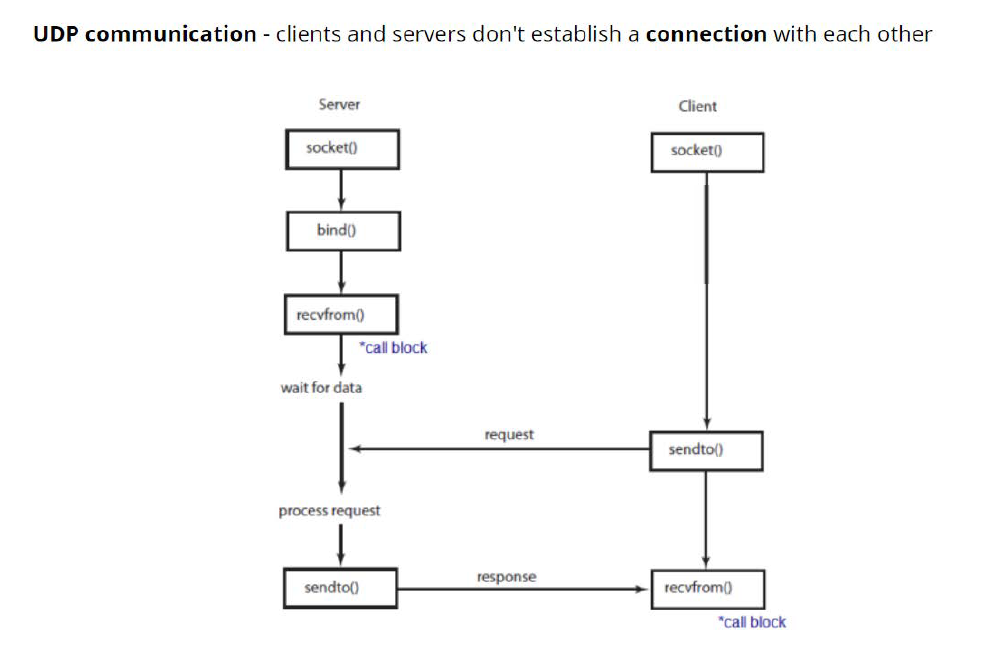 UDP communication - clients and servers don't establish a connection with each other
Server
Client
socket()
socket()
bind()
recvfrom()
*call block
wait for data
request
sendto()
process request
response
sendto()
recvfrom()
*call block